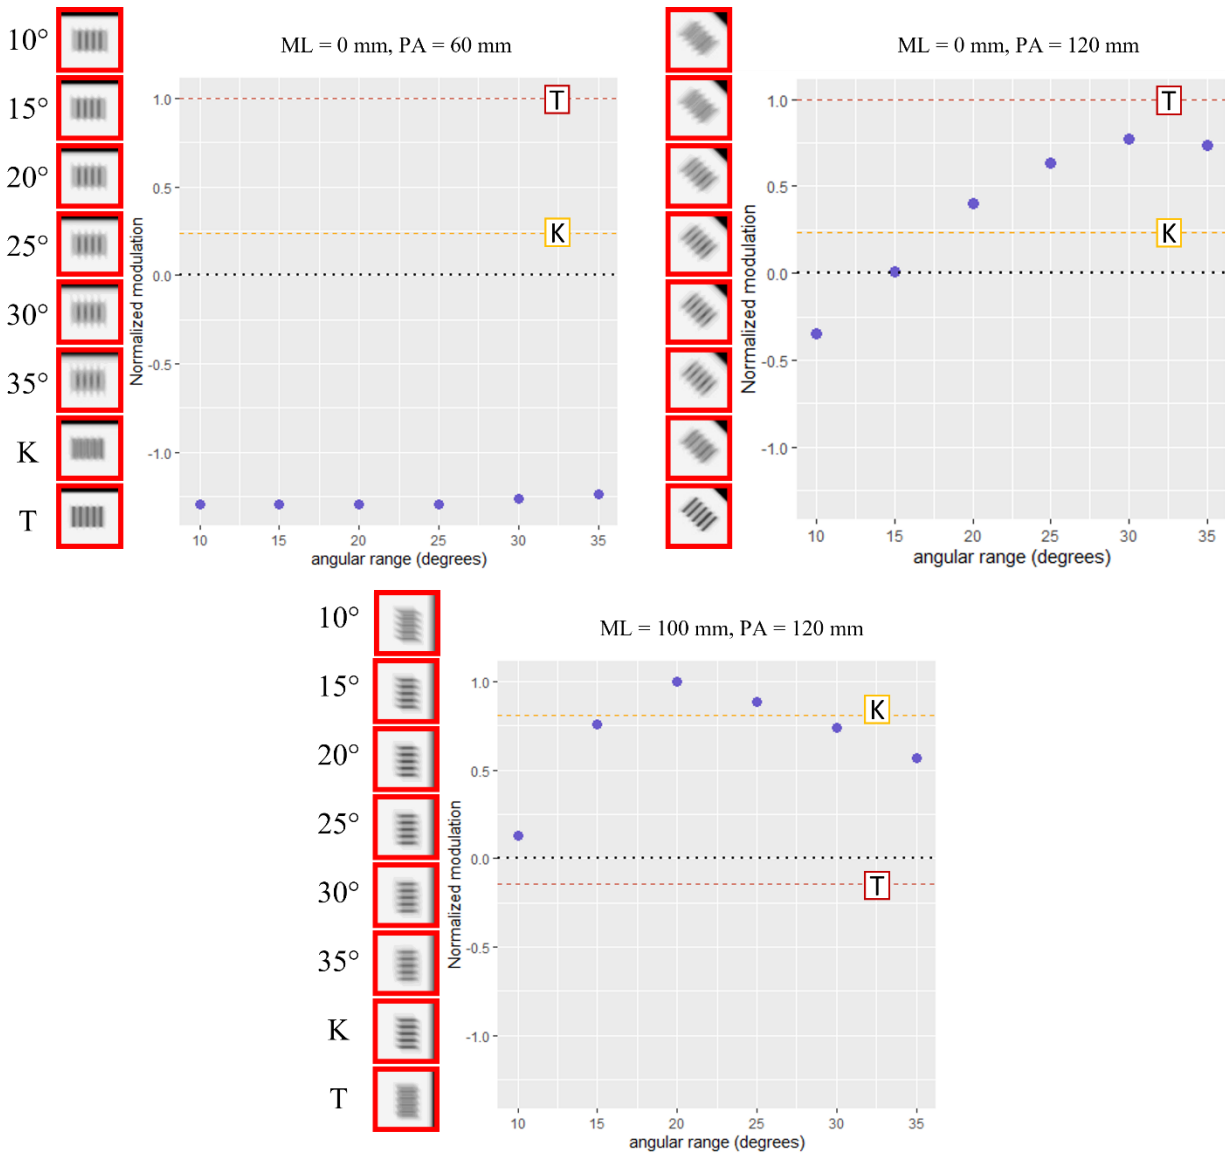 10°
15°
20°
25°
30°
35°
K
T
ML = 0 mm, PA = 60 mm
1.0
0.5
0.0
-0.5
-1.0
Normalized modulation
T
K
10 15 20 25 30 35
angular range (degrees)
ML = 0 mm, PA = 120 mm
1.0
0.5
0.0
-0.5
-1.0
Normalized modulation
T
K
10 15 20 25 30 35
angular range (degrees)
10°
15°
20°
25°
30°
35°
K
T
ML = 100 mm, PA = 120 mm
1.0
0.5
0.0
-0.5
-1.0
Normalized modulation
K
T
10 15 20 25 30 35
angular range (degrees)